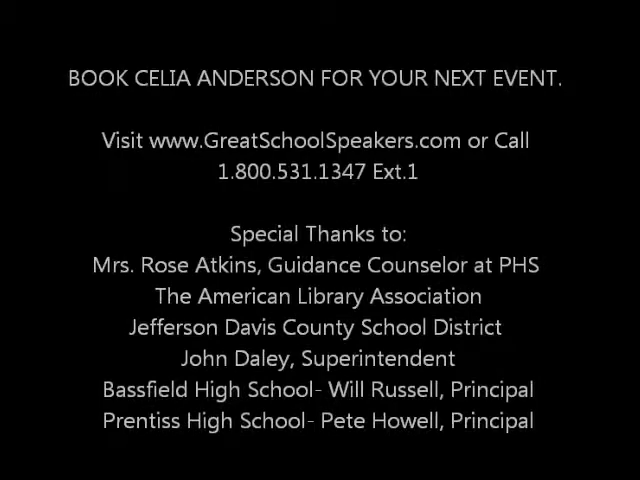 BOOK CELIA ANDERSON FOR YOUR NEXT EVENT.
Visit www.GreatSchoolSpeakers.com or Call
1.800.531.1347 Ext.1
Special Thanks to:
Mrs. Rose Atkins, Guidance Counselor at PHS
The American Library Association
Jefferson Davis County School District
John Daley, Superintendent
Bassfield High School- Will Russell, Principal
Prentiss High School- Pete Howell, Principal